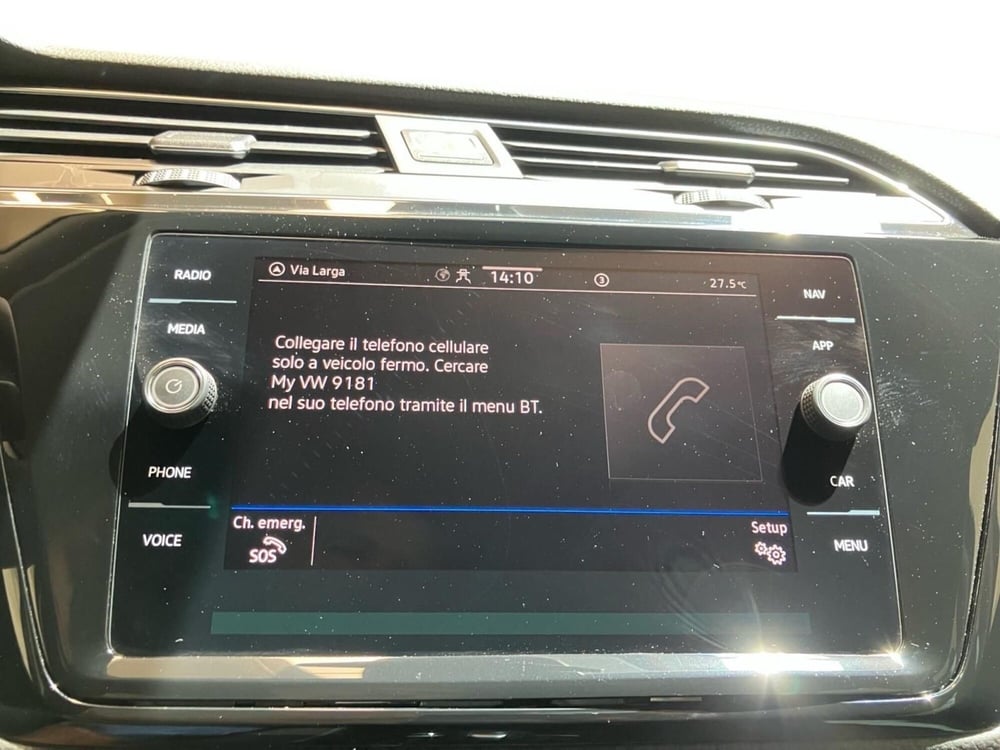 RADIO
MEDIA
PHONE
VOICE
Via Larga
14:10
3
27.5°C
Collegare il telefono cellulare
solo a veicolo fermo. Cercare
My VW 9181
nel suo telefono tramite il menu BT.
Ch. emerg.
SOS
Setup
NAV
APP
CAR
MENU